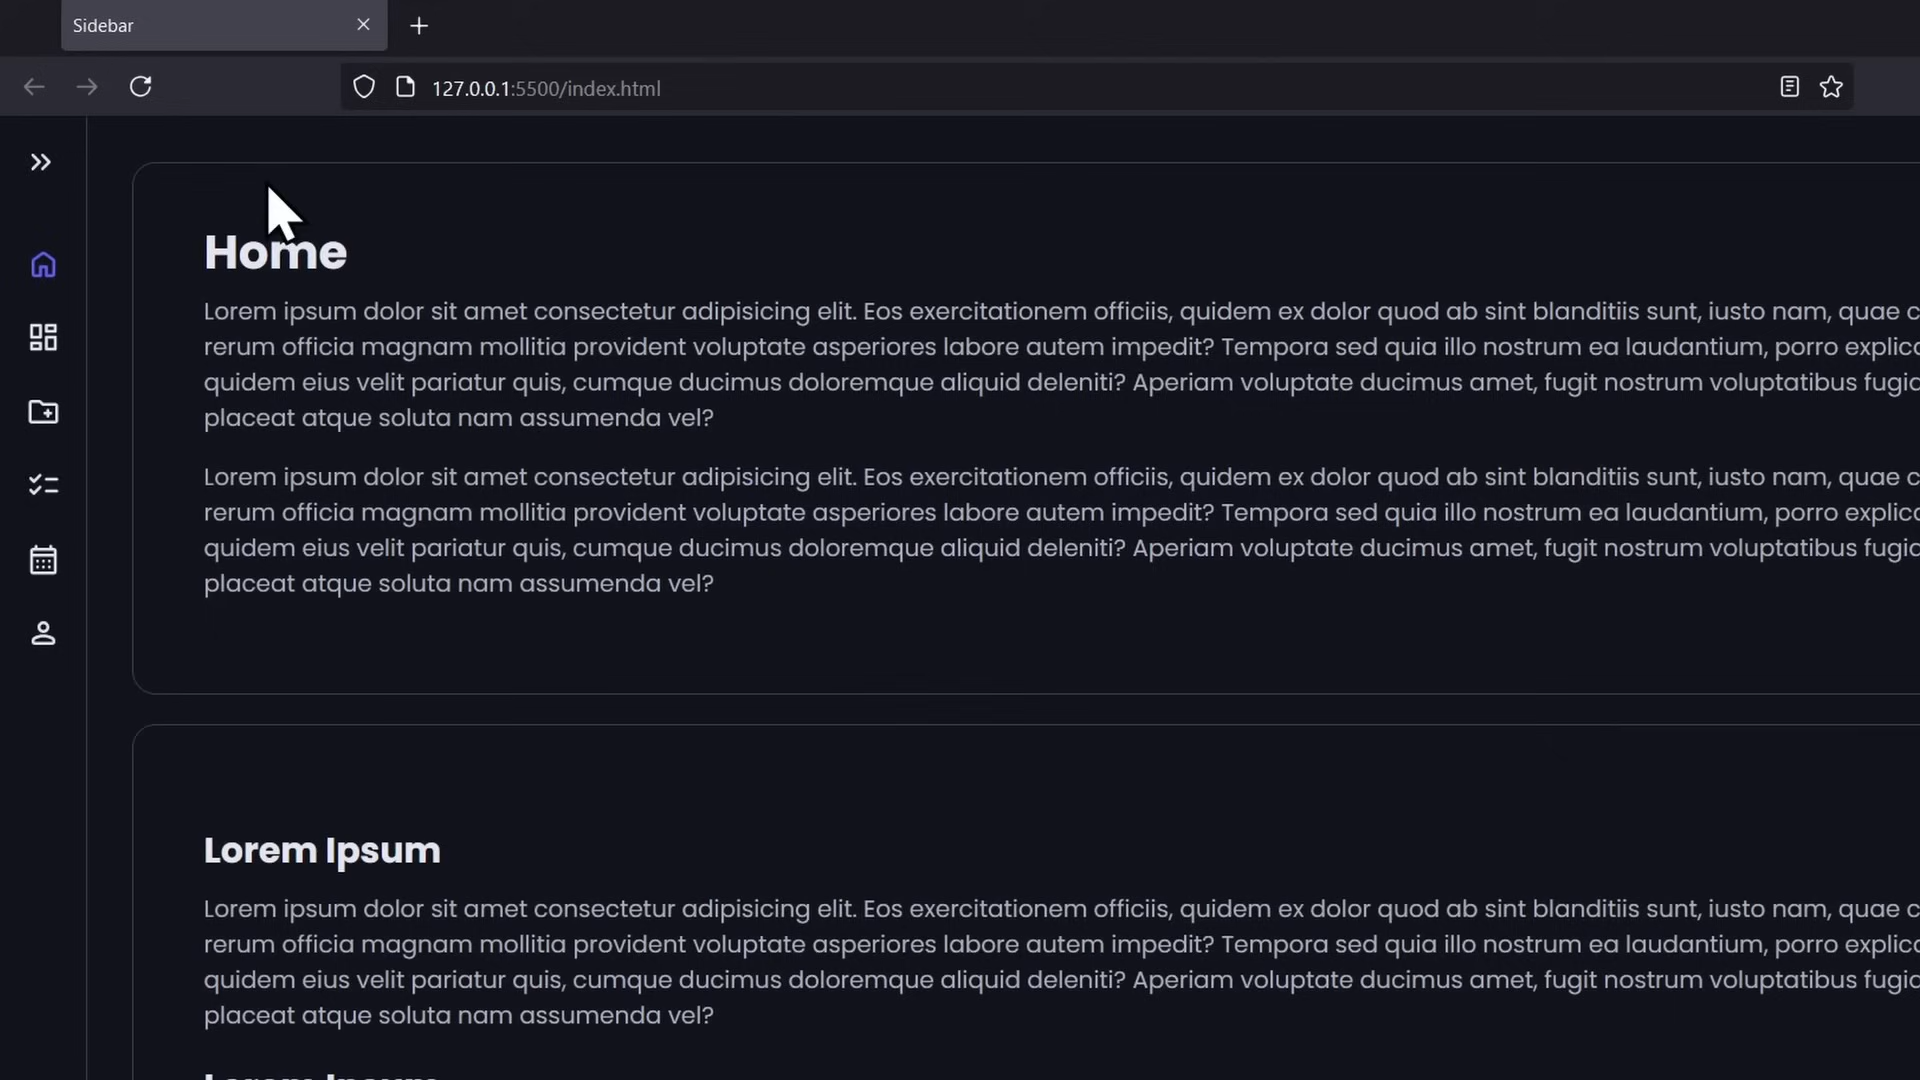 Sidebar
127.0.0.1:5500/index.html
Home
Lorem ipsum dolor sit amet consectetur adipisicing elit. Eos exercitationem officiis, quidem ex dolor quod ab sint blanditiis sunt, iusto nam, quae c
rerum officia magnam mollitia provident voluptate asperiores labore autem impedit? Tempora sed quia illo nostrum ea laudantium, porro explica
quidem eius velit pariatur quis, cumque ducimus doloremque aliquid deleniti? Aperiam voluptate ducimus amet, fugit nostrum voluptatibus fugia
placeat atque soluta nam assumenda vel?
Lorem ipsum dolor sit amet consectetur adipisicing elit. Eos exercitationem officiis, quidem ex dolor quod ab sint blanditiis sunt, iusto nam, quae c
rerum officia magnam mollitia provident voluptate asperiores labore autem impedit? Tempora sed quia illo nostrum ea laudantium, porro explica
quidem eius velit pariatur quis, cumque ducimus doloremque aliquid deleniti? Aperiam voluptate ducimus amet, fugit nostrum voluptatibus fugia
placeat atque soluta nam assumenda vel?
Lorem Ipsum
Lorem ipsum dolor sit amet consectetur adipisicing elit. Eos exercitationem officiis, quidem ex dolor quod ab sint blanditiis sunt, iusto nam, quae c
rerum officia magnam mollitia provident voluptate asperiores labore autem impedit? Tempora sed quia illo nostrum ea laudantium, porro explica
quidem eius velit pariatur quis, cumque ducimus doloremque aliquid deleniti? Aperiam voluptate ducimus amet, fugit nostrum voluptatibus fugia
placeat atque soluta nam assumenda vel?
Lorem Ipsum